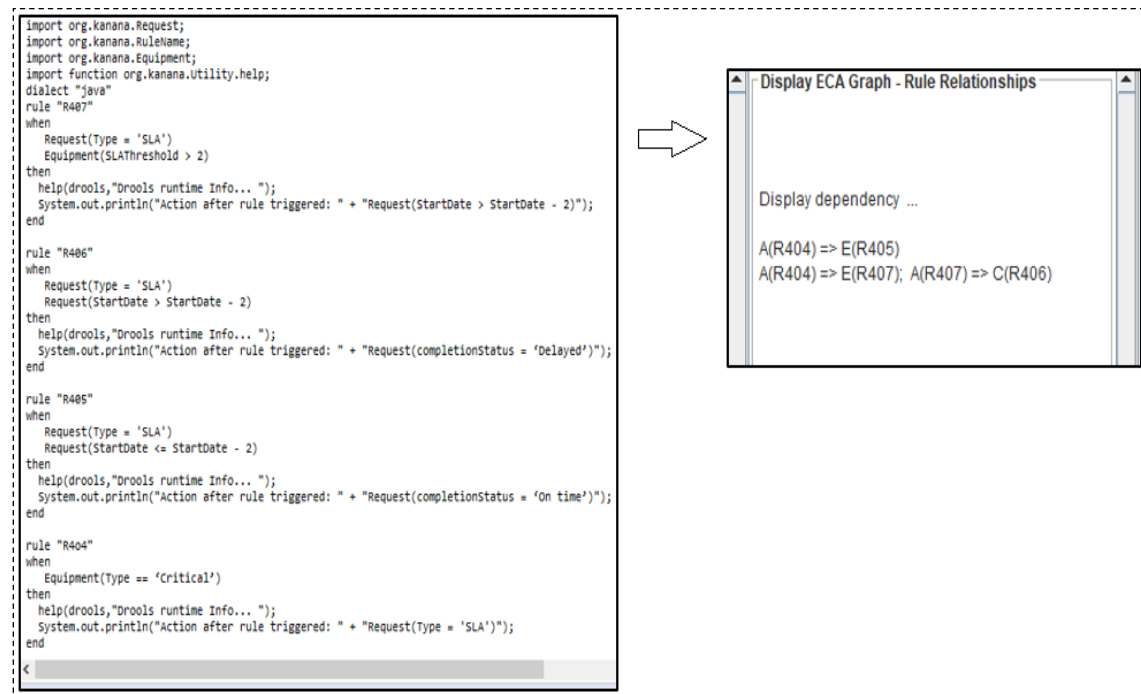 import org.kanana.Request;
import org.kanana.RuleName;
import org.kanana.Equipment;
import function org.kanana.Utility.help;
dialect "java"
rule "R407"
when
Request(Type = 'SLA')
Equipment(SLAThreshold > 2)
then
help(drools,"Drools runtime Info... ");
System.out.println("Action after rule triggered: " + "Request(StartDate > StartDate - 2)");
end
rule "R406"
when
Request(Type = 'SLA')
Request(StartDate > StartDate - 2)
then
help(drools,"Drools runtime Info... ");
System.out.println("Action after rule triggered: " + "Request(completionStatus = ‘Delayed’)");
end
rule "R405"
when
Request(Type = 'SLA')
Request(StartDate <= StartDate - 2)
then
help(drools,"Drools runtime Info... ");
System.out.println("Action after rule triggered: " + "Request(completionStatus = ‘On time’)");
end
rule "R4o4"
when
Equipment(Type == ‘Critical’)
then
help(drools,"Drools runtime Info... ");
System.out.println("Action after rule triggered: " + "Request(Type = 'SLA')");
end
Display ECA Graph - Rule Relationships
Display dependency ...
A(R404) => E(R405)
A(R404) => E(R407); A(R407) => C(R406)